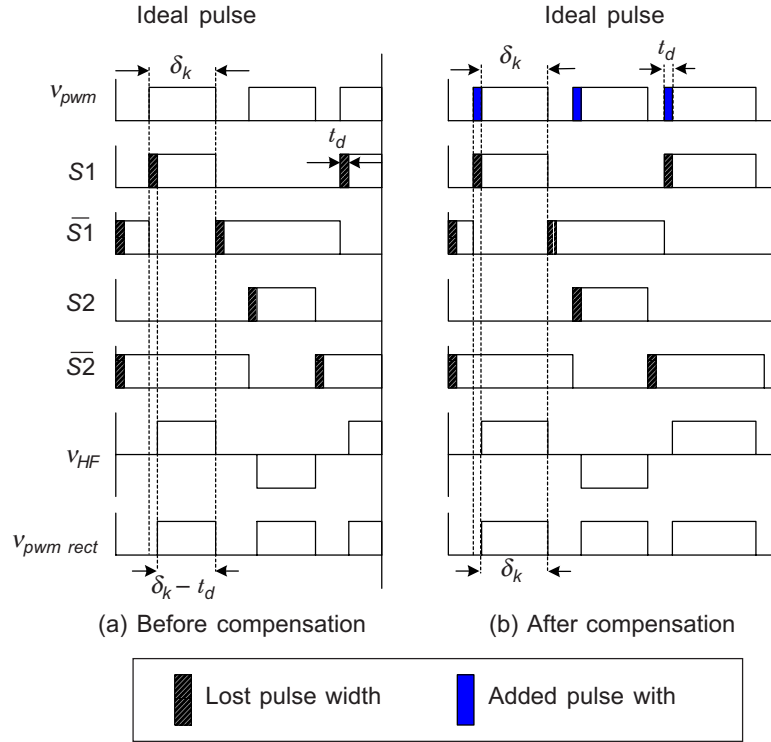 Ideal pulse
Ideal pulse
δk
δk
td
vpwm
td
S1
S̅1̅
S2
S̅2̅
vHF
vpwm rect
δk – td
δk
(a) Before compensation
(b) After compensation
Lost pulse width
Added pulse with